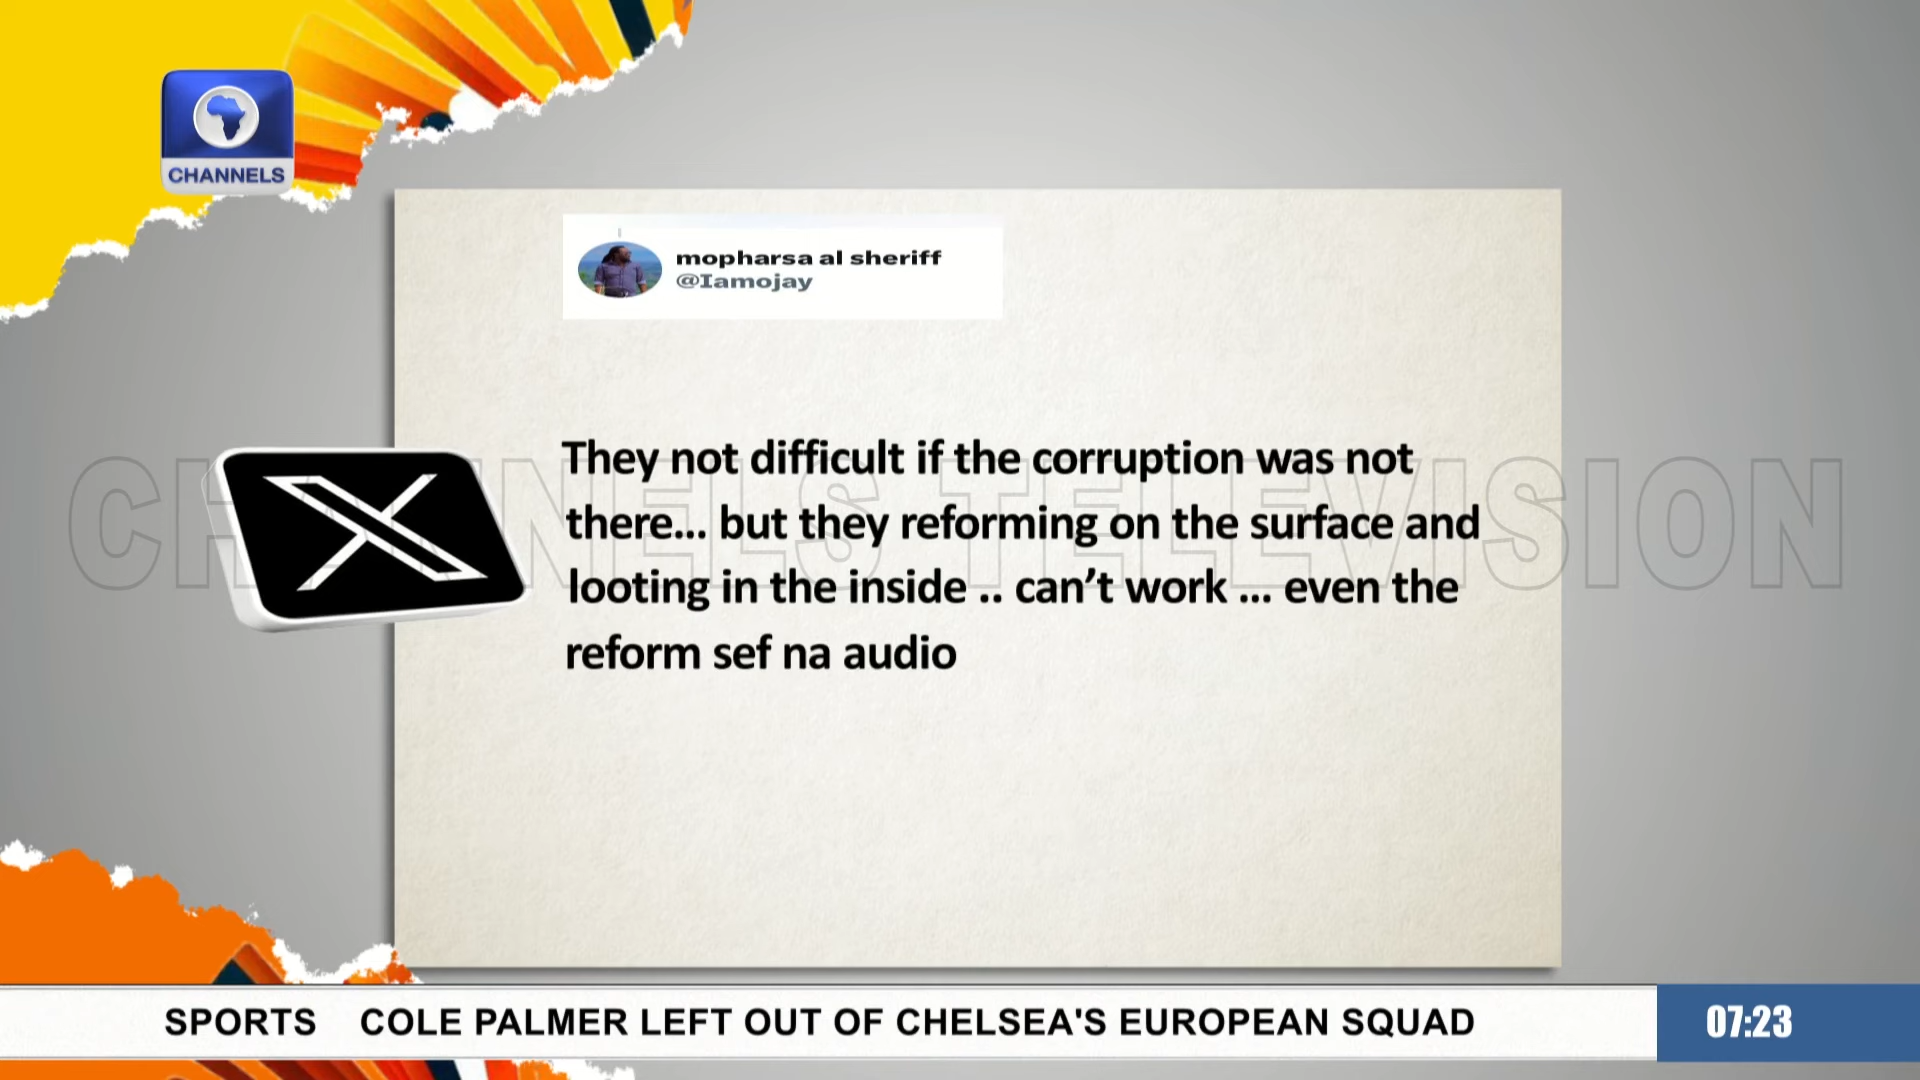 CHANNELS
mopharsa al sheriff
@Iamojay
CHANNELS TELEVISION
They not difficult if the corruption was not
there... but they reforming on the surface and
looting in the inside .. can’t work ... even the
reform sef na audio
SPORTS COLE PALMER LEFT OUT OF CHELSEA'S EUROPEAN SQUAD
07:23